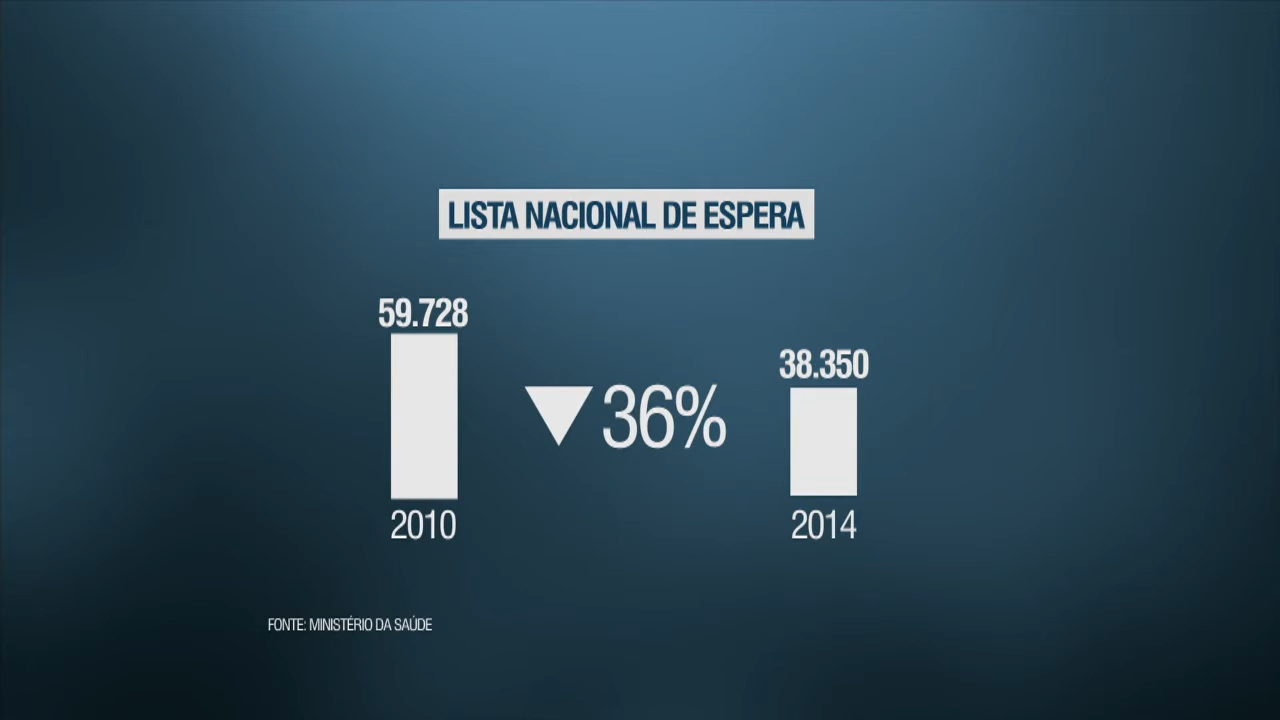 LISTA NACIONAL DE ESPERA
59.728
38.350
▼36%
2010
2014
FONTE: MINISTÉRIO DA SAÚDE